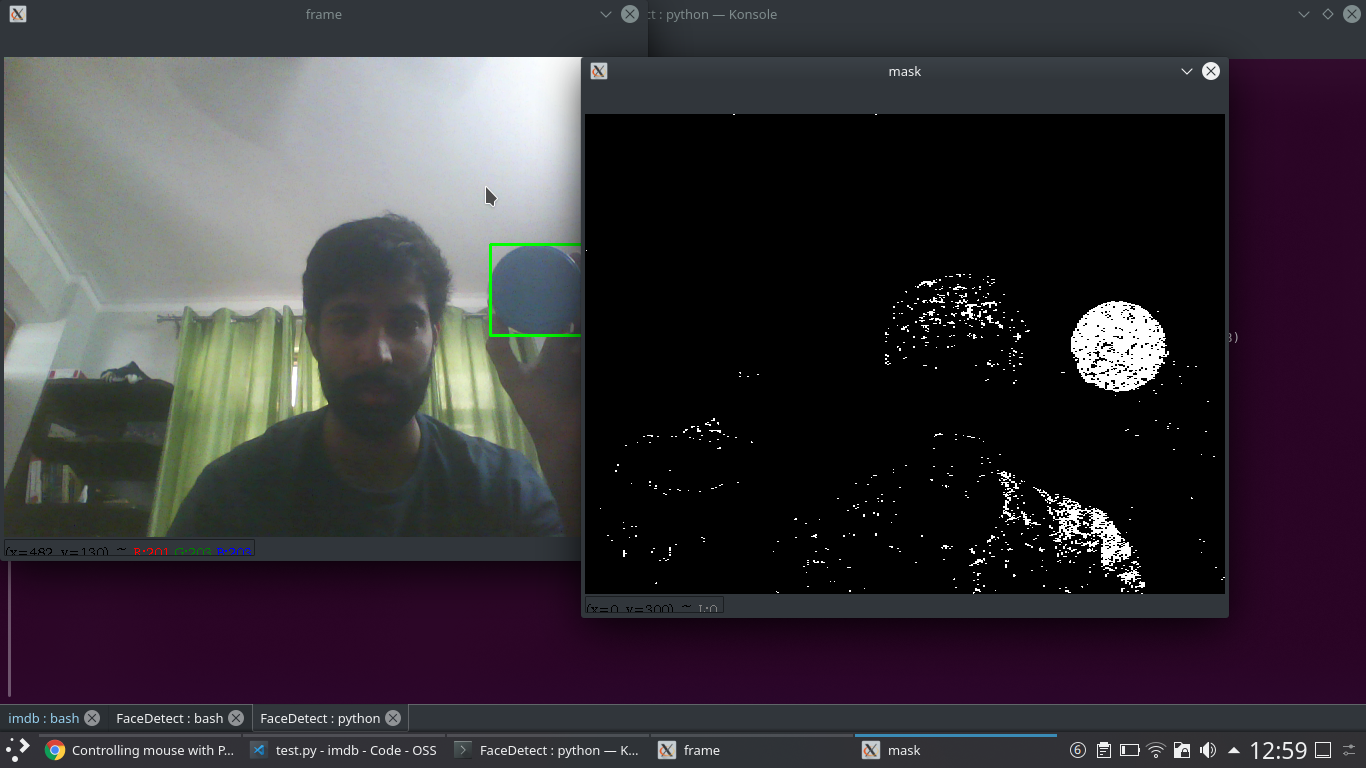 frame
ct : python — Konsole
mask
3)
(x=482, y=130) ~ R:201 G:203 B:203
(x=0, y=300) ~ L:0
imdb : bash
FaceDetect : bash
FaceDetect : python
Controlling mouse with P...
test.py - imdb - Code - OSS
FaceDetect : python — K...
frame
mask
6
12:59